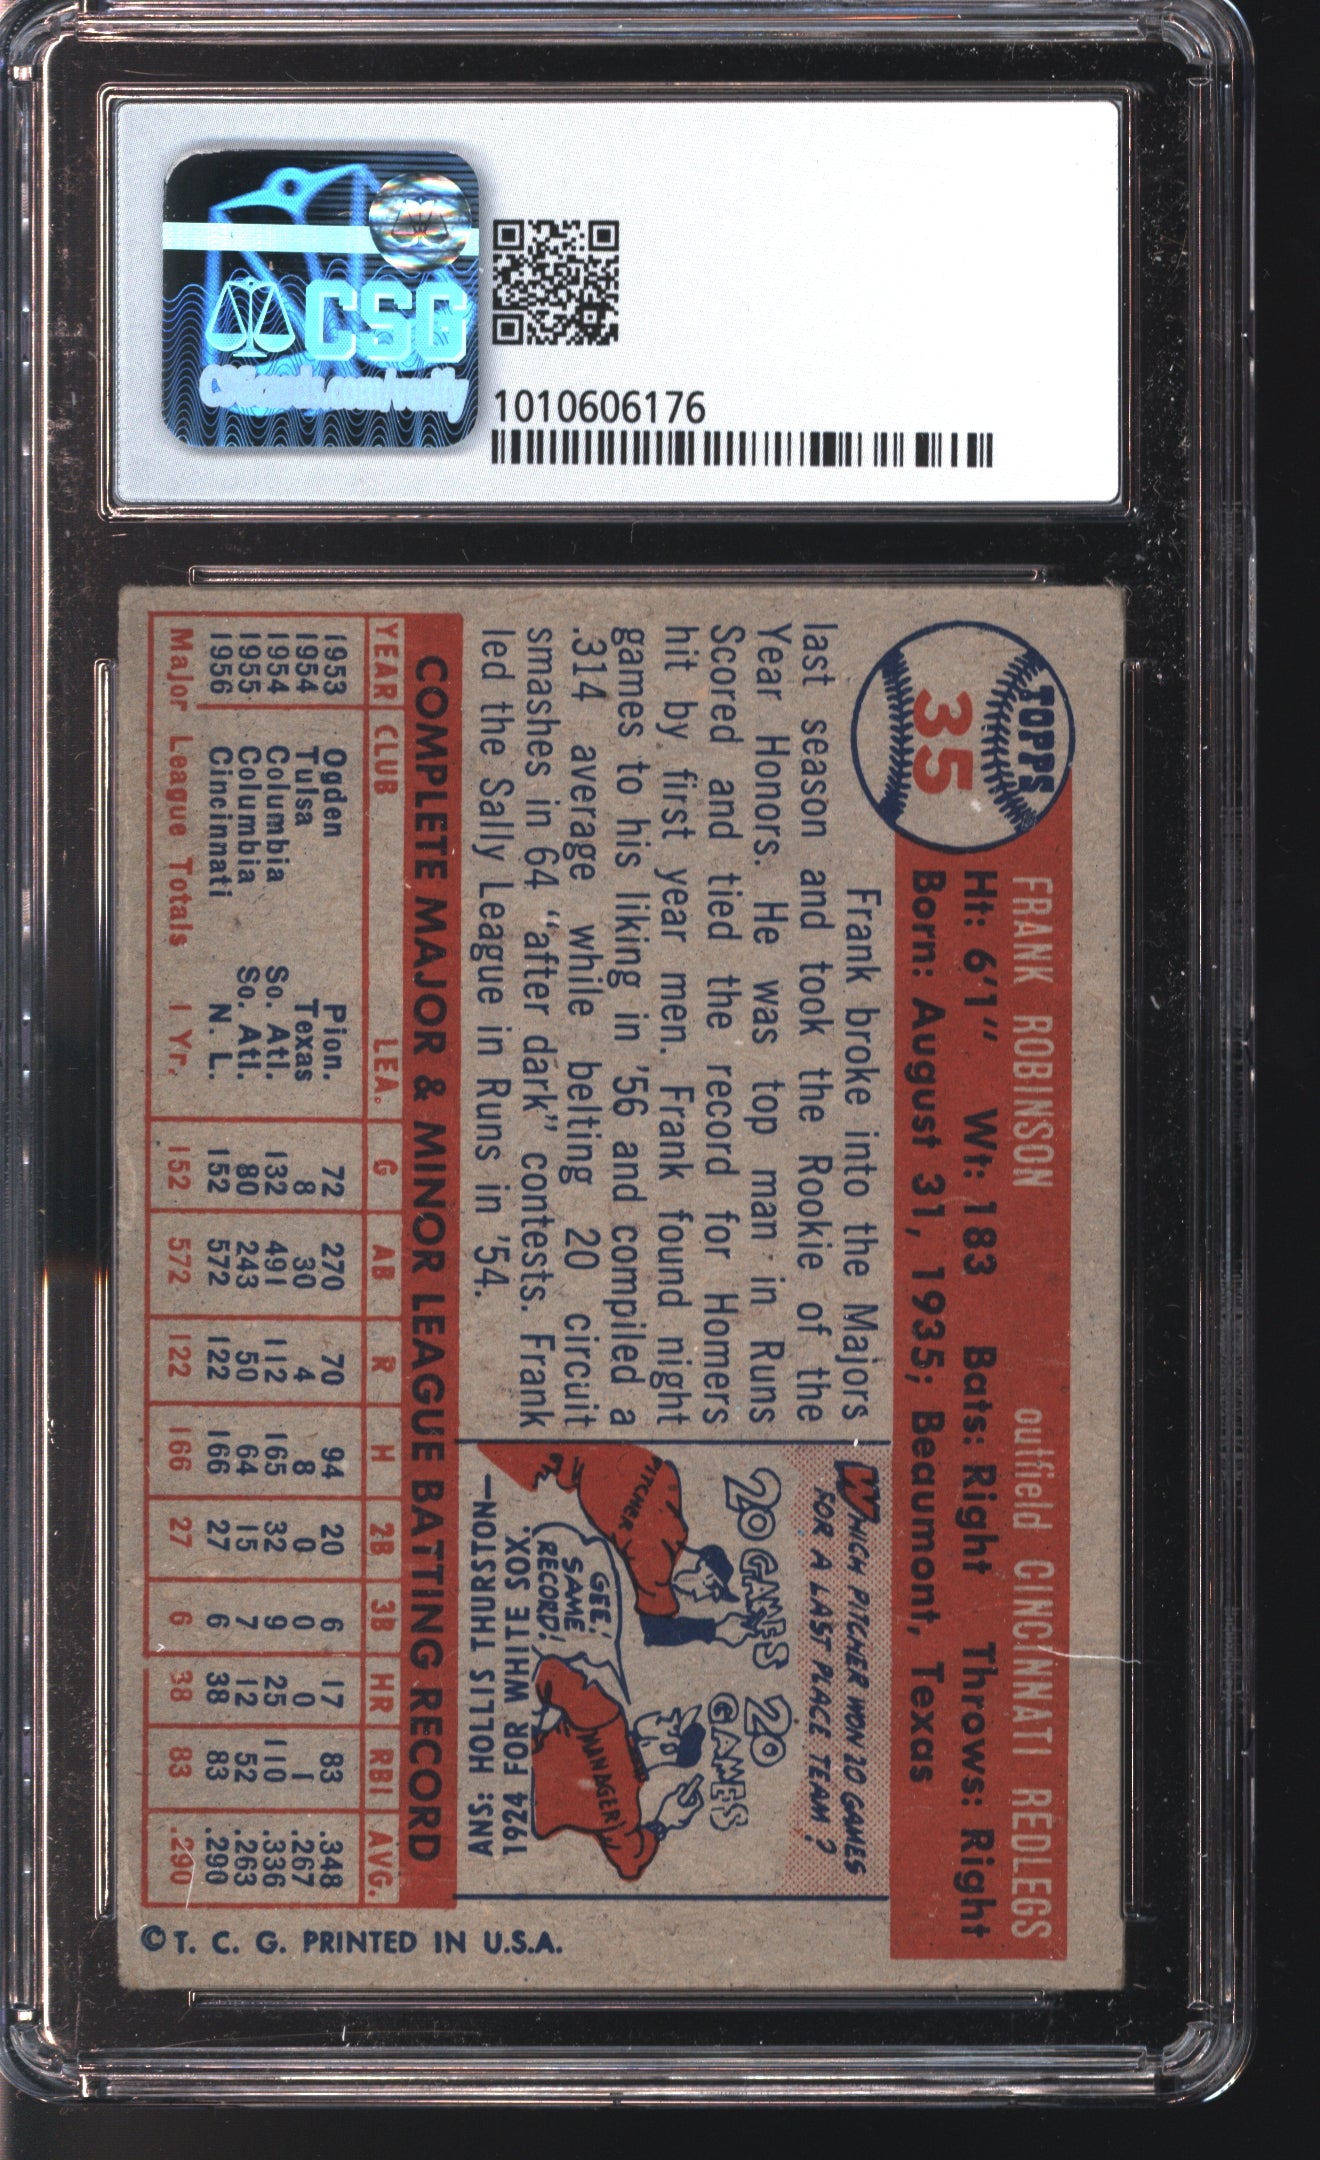 CSG
1010606176
TOPPS
35
FRANK ROBINSON outfield CINCINNATI REDLEGS
Ht: 6'1" Wt: 183 Bats: Right Throws: Right
Born: August 31, 1935; Beaumont, Texas
Frank broke into the Majors
last season and took the Rookie of the
Year Honors. He was top man in Runs
Scored and tied the record for Homers
hit by first year men. Frank found night
games to his liking in '56 and compiled a
.314 average while belting 20 circuit
smashes in 64 "after dark" contests. Frank
led the Sally League in Runs in '54.
WHICH PITCHER WON 20 GAMES
FOR A LAST PLACE TEAM?
20 GAMES
20 GAMES
PITCHER
GEE!
SAME
RECORD!
MANAGER
ANS: HOLLIS THURSTON—
1924 FOR WHITE SOX.
COMPLETE MAJOR & MINOR LEAGUE BATTING RECORD
YEAR CLUB LEA. G AB R H 2B 3B HR RBI AVG.
1953 Ogden Pion. 72 270 70 94 20 6 17 83 .348
1954 Tulsa Texas 8 30 4 8 0 0 0 1 .267
1954 Columbia So. Atl. 132 491 112 165 32 9 25 110 .336
1955 Columbia So. Atl. 80 243 50 64 15 7 12 52 .263
1956 Cincinnati N. L. 152 572 122 166 27 6 38 83 .290
Major League Totals 1 Yr. 152 572 122 166 27 6 38 83 .290
© T. C. G. PRINTED IN U.S.A.